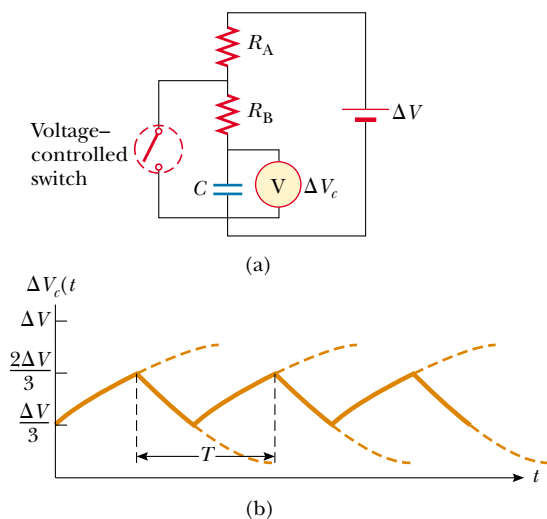 R_A
R_B
ΔV
Voltage–
controlled
switch
C
V
ΔV_c
(a)
ΔV_c(t
ΔV
2ΔV
3
ΔV
3
T
t
(b)